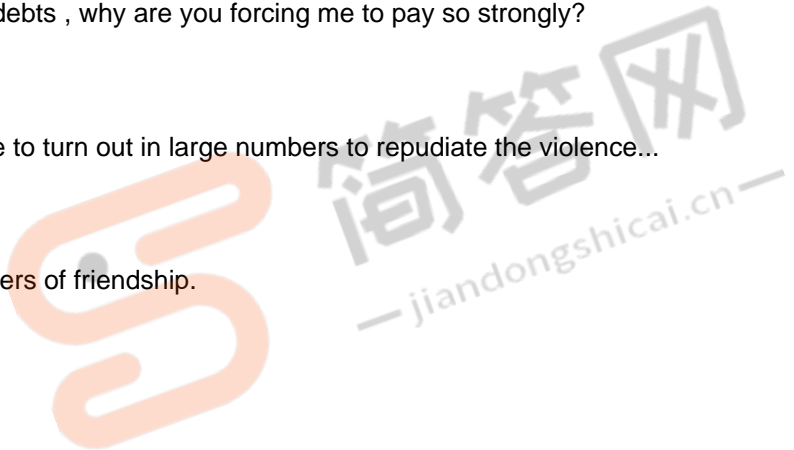 debts , why are you forcing me to pay so strongly?
e to turn out in large numbers to repudiate the violence...
ers of friendship.
简答网
jiandongshicai.cn